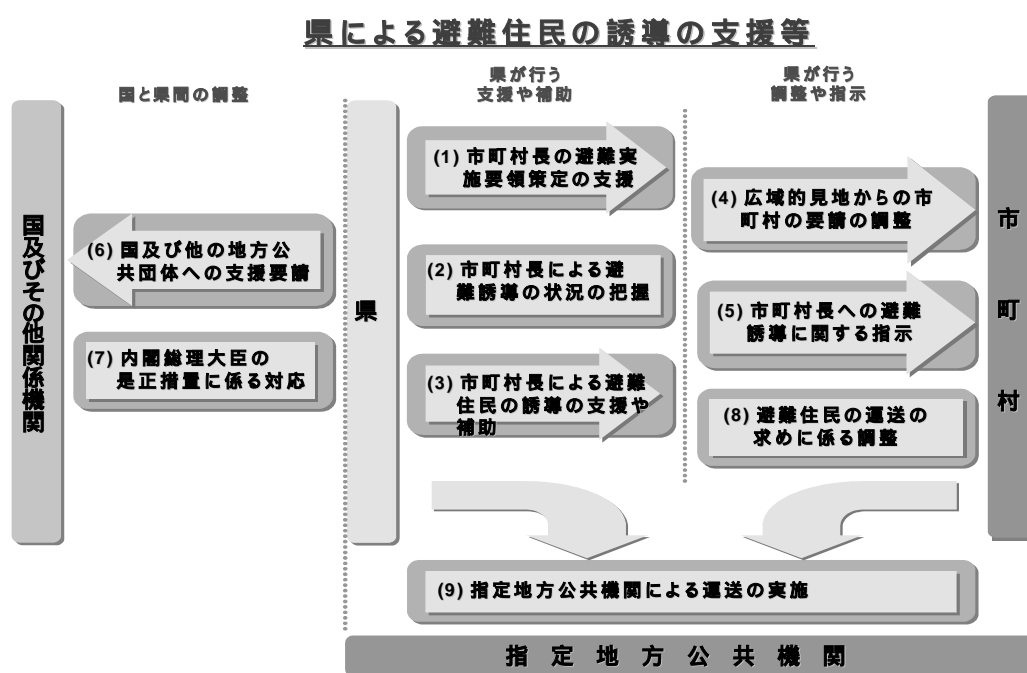 県による避難住民の誘導の支援等
国と県間の調整
県が行う
支援や補助
県が行う
調整や指示
国及びその他関係機関
(6) 国及び他の地方公
共団体への支援要請
(7) 内閣総理大臣の
是正措置に係る対応
県
(1) 市町村長の避難実
施要領策定の支援
(2) 市町村長による避
難誘導の状況の把握
(3) 市町村長による避難
住民の誘導の支援や
補助
(4) 広域的見地からの市
町村の要請の調整
(5) 市町村長への避難
誘導に関する指示
(8) 避難住民の運送の
求めに係る調整
市町村
(9) 指定地方公共機関による運送の実施
指定地方公共機関